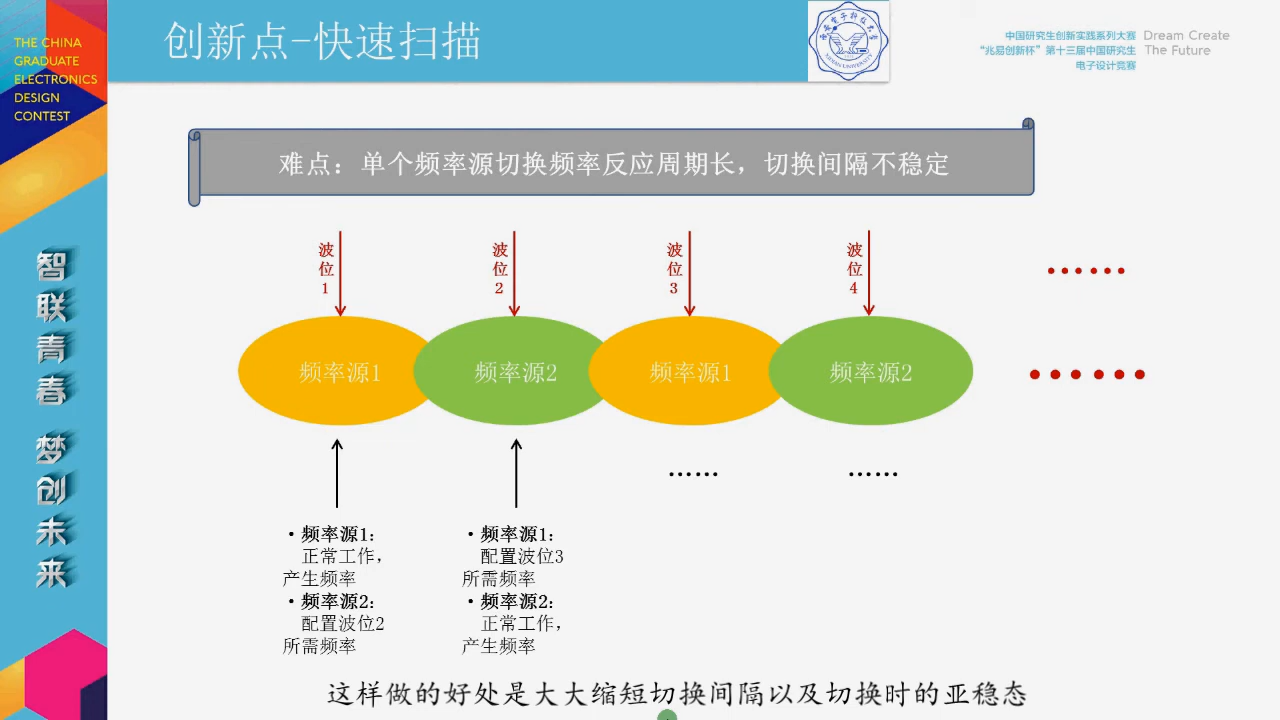 THE CHINA
GRADUATE
ELECTRONICS
DESIGN
CONTEST
智
联
青
春
梦
创
未
来
创新点-快速扫描
XIDIAN UNIVERSITY
中国研究生创新实践系列大赛
“兆易创新杯”第十三届中国研究生
电子设计竞赛
Dream Create
The Future
难点：单个频率源切换频率反应周期长，切换间隔不稳定
波
位
1
波
位
2
波
位
3
波
位
4
••••••
频率源1
频率源2
频率源1
频率源2
••••••
••••••
••••••
•频率源1：
正常工作，
产生频率
•频率源2：
配置波位2
所需频率
•频率源1：
配置波位3
所需频率
•频率源2：
正常工作，
产生频率
这样做的好处是大大缩短切换间隔以及切换时的亚稳态